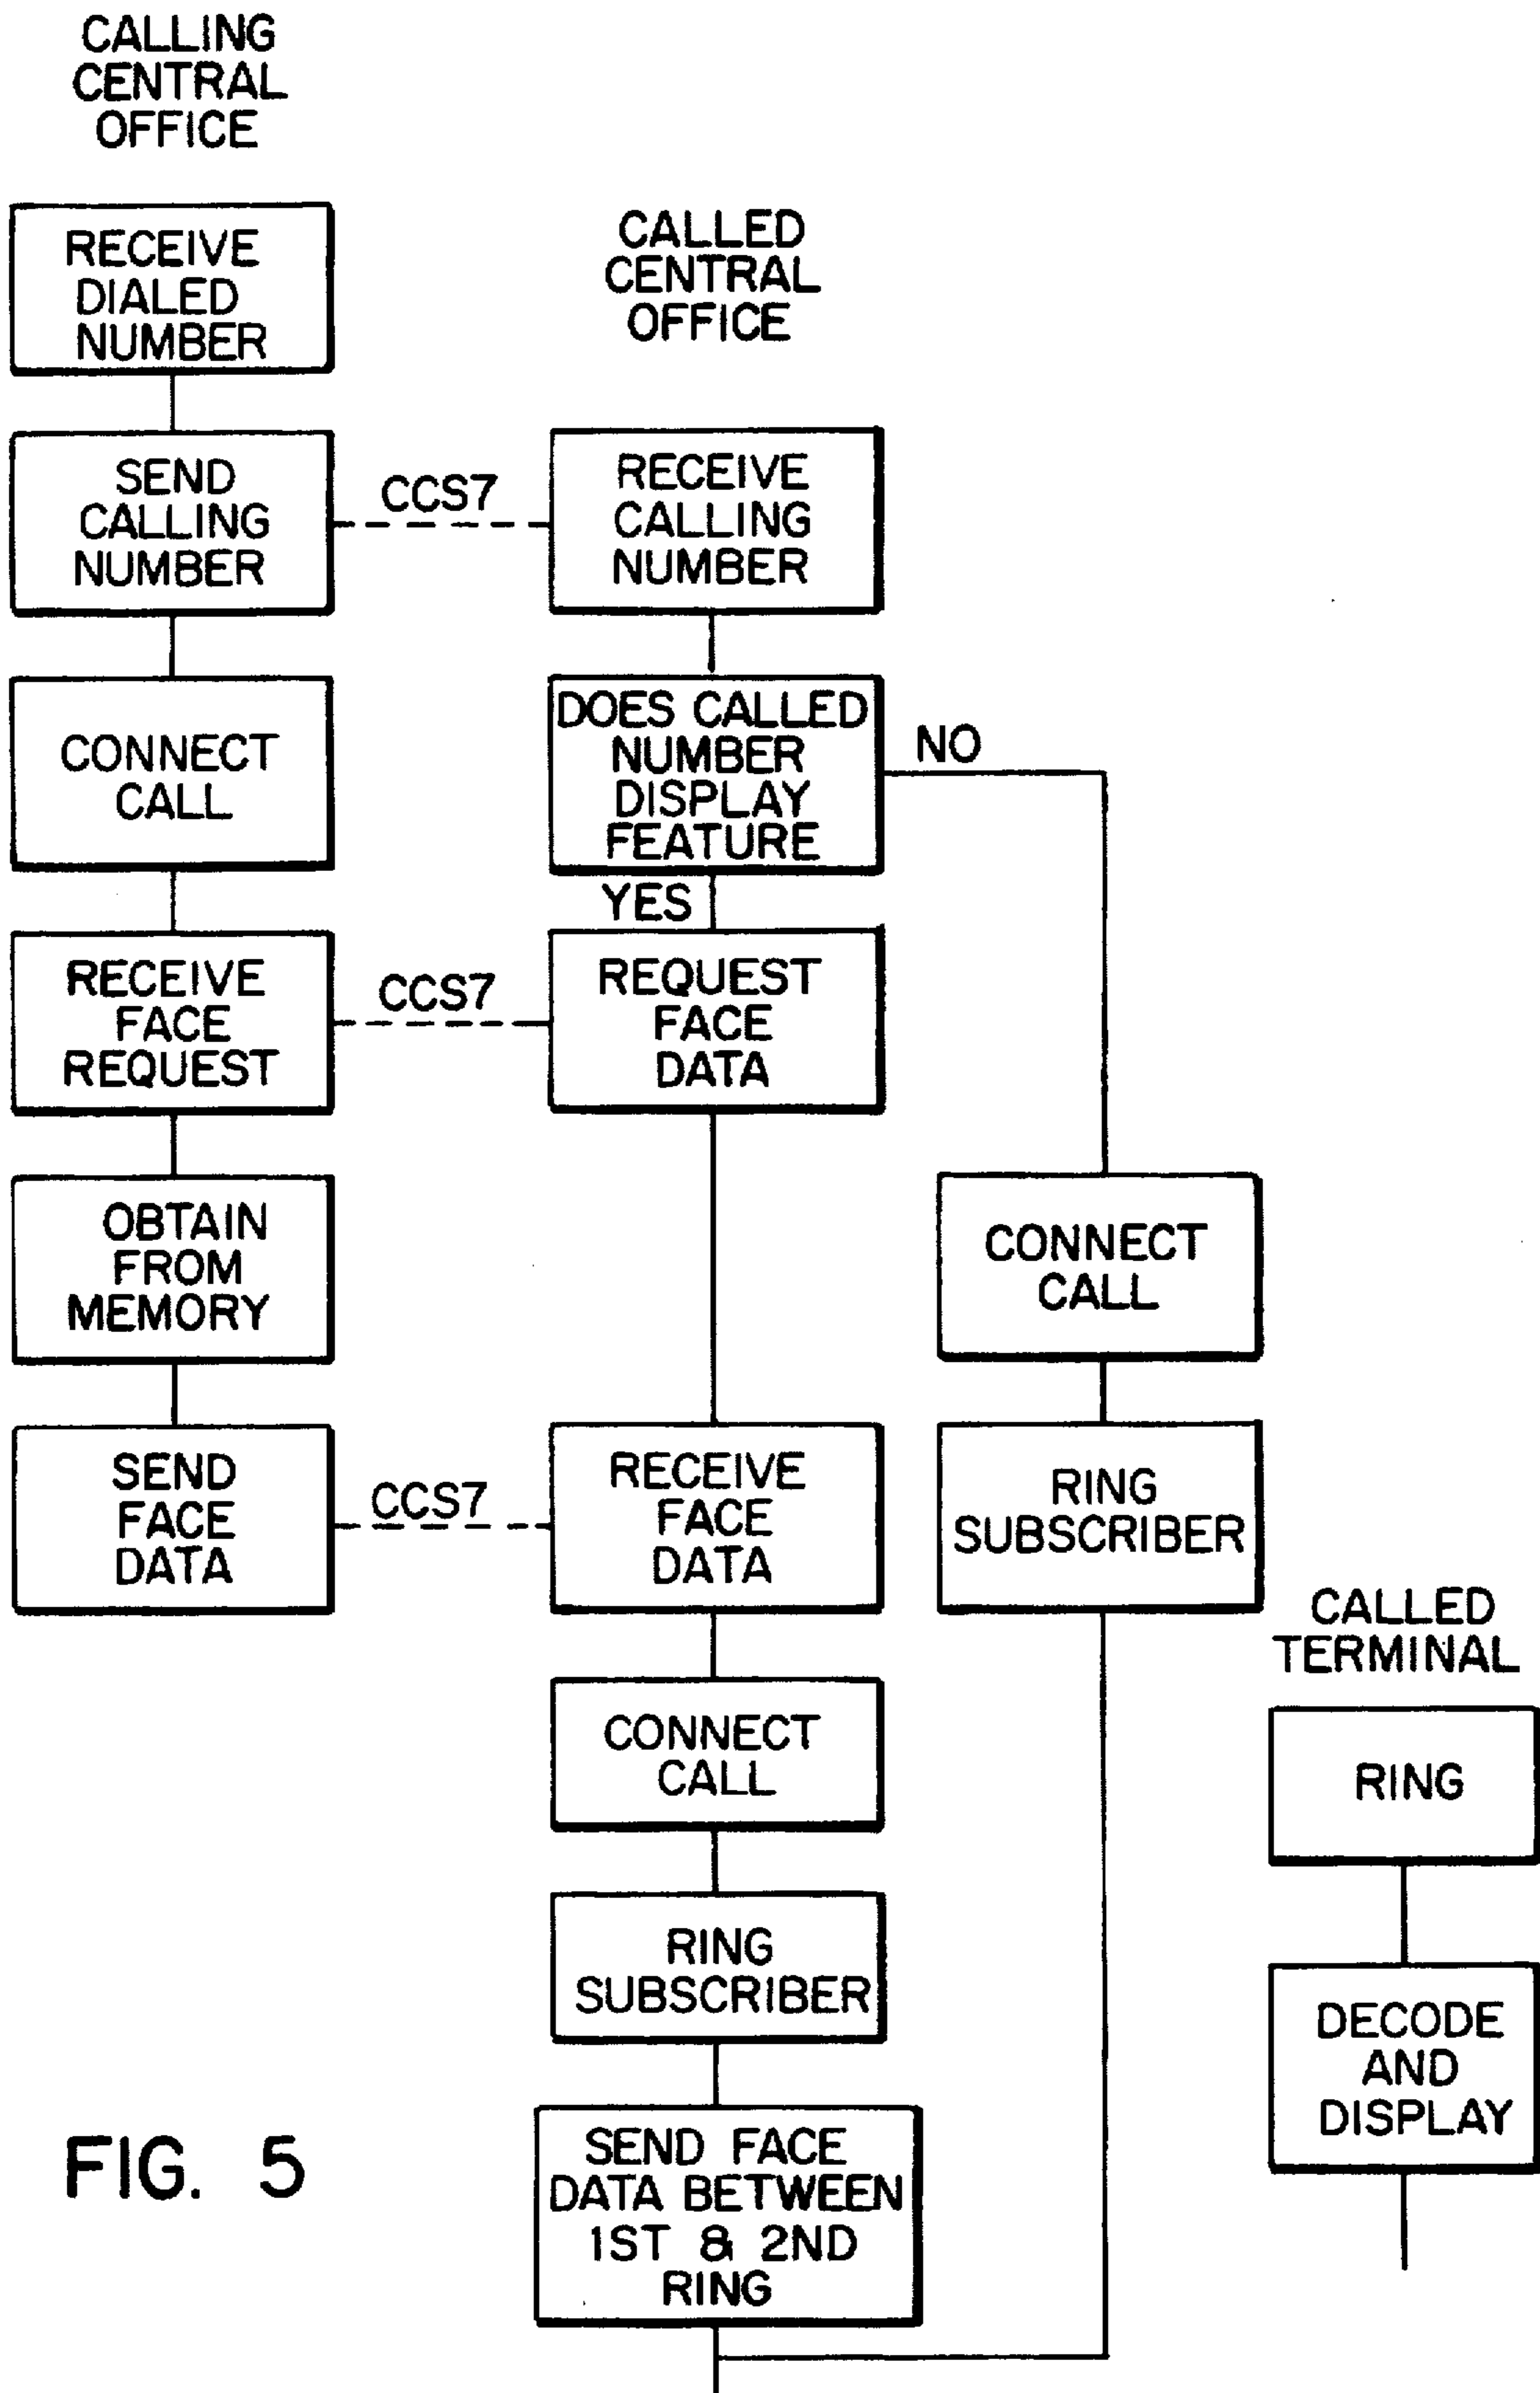 CALLING
CENTRAL
OFFICE
RECEIVE
DIALED
NUMBER
SEND
CALLING
NUMBER
CONNECT
CALL
RECEIVE
FACE
REQUEST
OBTAIN
FROM
MEMORY
SEND
FACE
DATA
CCS7
CCS7
CCS7
CALLED
CENTRAL
OFFICE
RECEIVE
CALLING
NUMBER
DOES CALLED
NUMBER
DISPLAY
FEATURE
NO
YES
REQUEST
FACE
DATA
RECEIVE
FACE
DATA
CONNECT
CALL
RING
SUBSCRIBER
SEND FACE
DATA BETWEEN
1ST & 2ND
RING
CONNECT
CALL
RING
SUBSCRIBER
CALLED
TERMINAL
RING
DECODE
AND
DISPLAY
FIG. 5